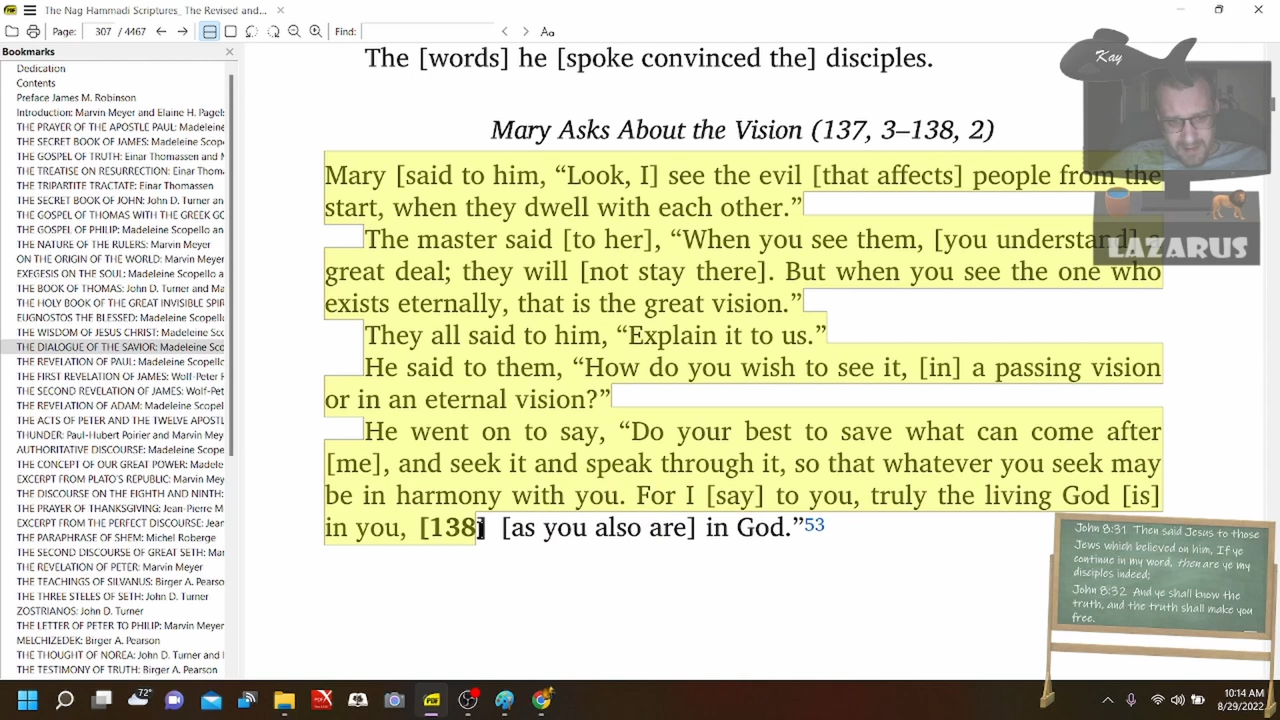 The Nag Hammadi Scriptures_ The Revised and...
Page: 307 / 4467
Find:
Aa
Bookmarks
Dedication
Contents
Preface James M. Robinson
Introduction: Marvin Meyer and Elaine H. Pagel
THE PRAYER OF THE APOSTLE PAUL: Madeleine
THE SECRET BOOK OF JAMES: Madeleine Scop
THE GOSPEL OF TRUTH: Einar Thomassen and N
THE TREATISE ON RESURRECTION: Einar Thom
THE TRIPARTITE TRACTATE: Einar Thomassen
THE SECRET BOOK OF JOHN: John D. Turner an
THE GOSPEL OF THOMAS WITH THE GREEK GC
THE GOSPEL OF PHILIP: Madeleine Scopello an
THE NATURE OF THE RULERS: Marvin Meyer
ON THE ORIGIN OF THE WORLD: Marvin Meyer
EXEGESIS ON THE SOUL: Madeleine Scopello a
THE BOOK OF THOMAS: John D. Turner and Ma
THE HOLY BOOK OF THE GREAT INVISIBLE SPIR
EUGNOSTOS THE BLESSED: Madeleine Scopello
THE WISDOM OF JESUS CHRIST: Madeleine Sco
THE DIALOGUE OF THE SAVIOR: Madeleine Sco
THE REVELATION OF PAUL: Madeleine Scopello
THE FIRST REVELATION OF JAMES: Wolf-Peter F
THE SECOND REVELATION OF JAMES: Wolf-Pet
THE REVELATION OF ADAM: Madeleine Scopel
THE ACTS OF PETER AND THE TWELVE APOSTL
THUNDER: Paul-Hubert Poirier and Marvin Mey
AUTHORITATIVE DISCOURSE: Madeleine Scope
THE CONCEPT OF OUR GREAT POWER: Madele
EXCERPT FROM PLATO'S REPUBLIC: Marvin Mey
THE DISCOURSE ON THE EIGHTH AND NINTH:
THE PRAYER OF THANKSGIVING: Jean-Pierre M
EXCERPT FROM THE PERFECT DISCOURSE: Jean
THE PARAPHRASE OF SHEM: Michel Roberge
THE SECOND DISCOURSE OF GREAT SETH: Mar
THE REVELATION OF PETER: Marvin Meyer
THE TEACHINGS OF SILVANUS: Birger A. Pearson
THE THREE STELES OF SETH: John D. Turner
ZOSTRIANOS: John D. Turner
THE LETTER OF PETER TO PHILIP: Marvin Meyer
MELCHIZEDEK: Birger A. Pearson
THE THOUGHT OF NOREA: John D. Turner and
THE TESTIMONY OF TRUTH: Birger A. Pearson
The [words] he [spoke convinced the] disciples.
Mary Asks About the Vision (137, 3–138, 2)
Mary [said to him, “Look, I] see the evil [that affects] people from the
start, when they dwell with each other.”
The master said [to her], “When you see them, [you understand] a
great deal; they will [not stay there]. But when you see the one who
exists eternally, that is the great vision.”
They all said to him, “Explain it to us.”
He said to them, “How do you wish to see it, [in] a passing vision
or in an eternal vision?”
He went on to say, “Do your best to save what can come after
[me], and seek it and speak through it, so that whatever you seek may
be in harmony with you. For I [say] to you, truly the living God [is]
in you, [138] [as you also are] in God.”53
Kay
LAZARUS
John 8:31 Then said Jesus to those
Jews which believed on him, If ye
continue in my word, then are ye my
disciples indeed;
John 8:32 And ye shall know the
truth, and the truth shall make you
free.
72°
10:14 AM
8/29/2022